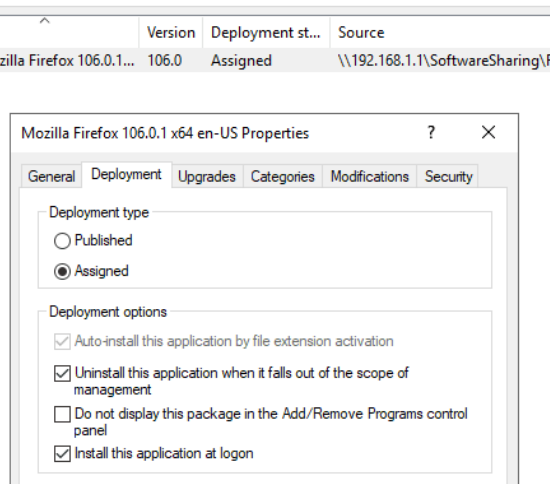 Version Deployment st... Source
zilla Firefox 106.0.1... 106.0 Assigned \\192.168.1.1\SoftwareSharing\F
Mozilla Firefox 106.0.1 x64 en-US Properties ? ×
General Deployment Upgrades Categories Modifications Security
Deployment type
Published
Assigned
Deployment options
Auto-install this application by file extension activation
Uninstall this application when it falls out of the scope of
management
Do not display this package in the Add/Remove Programs control
panel
Install this application at logon